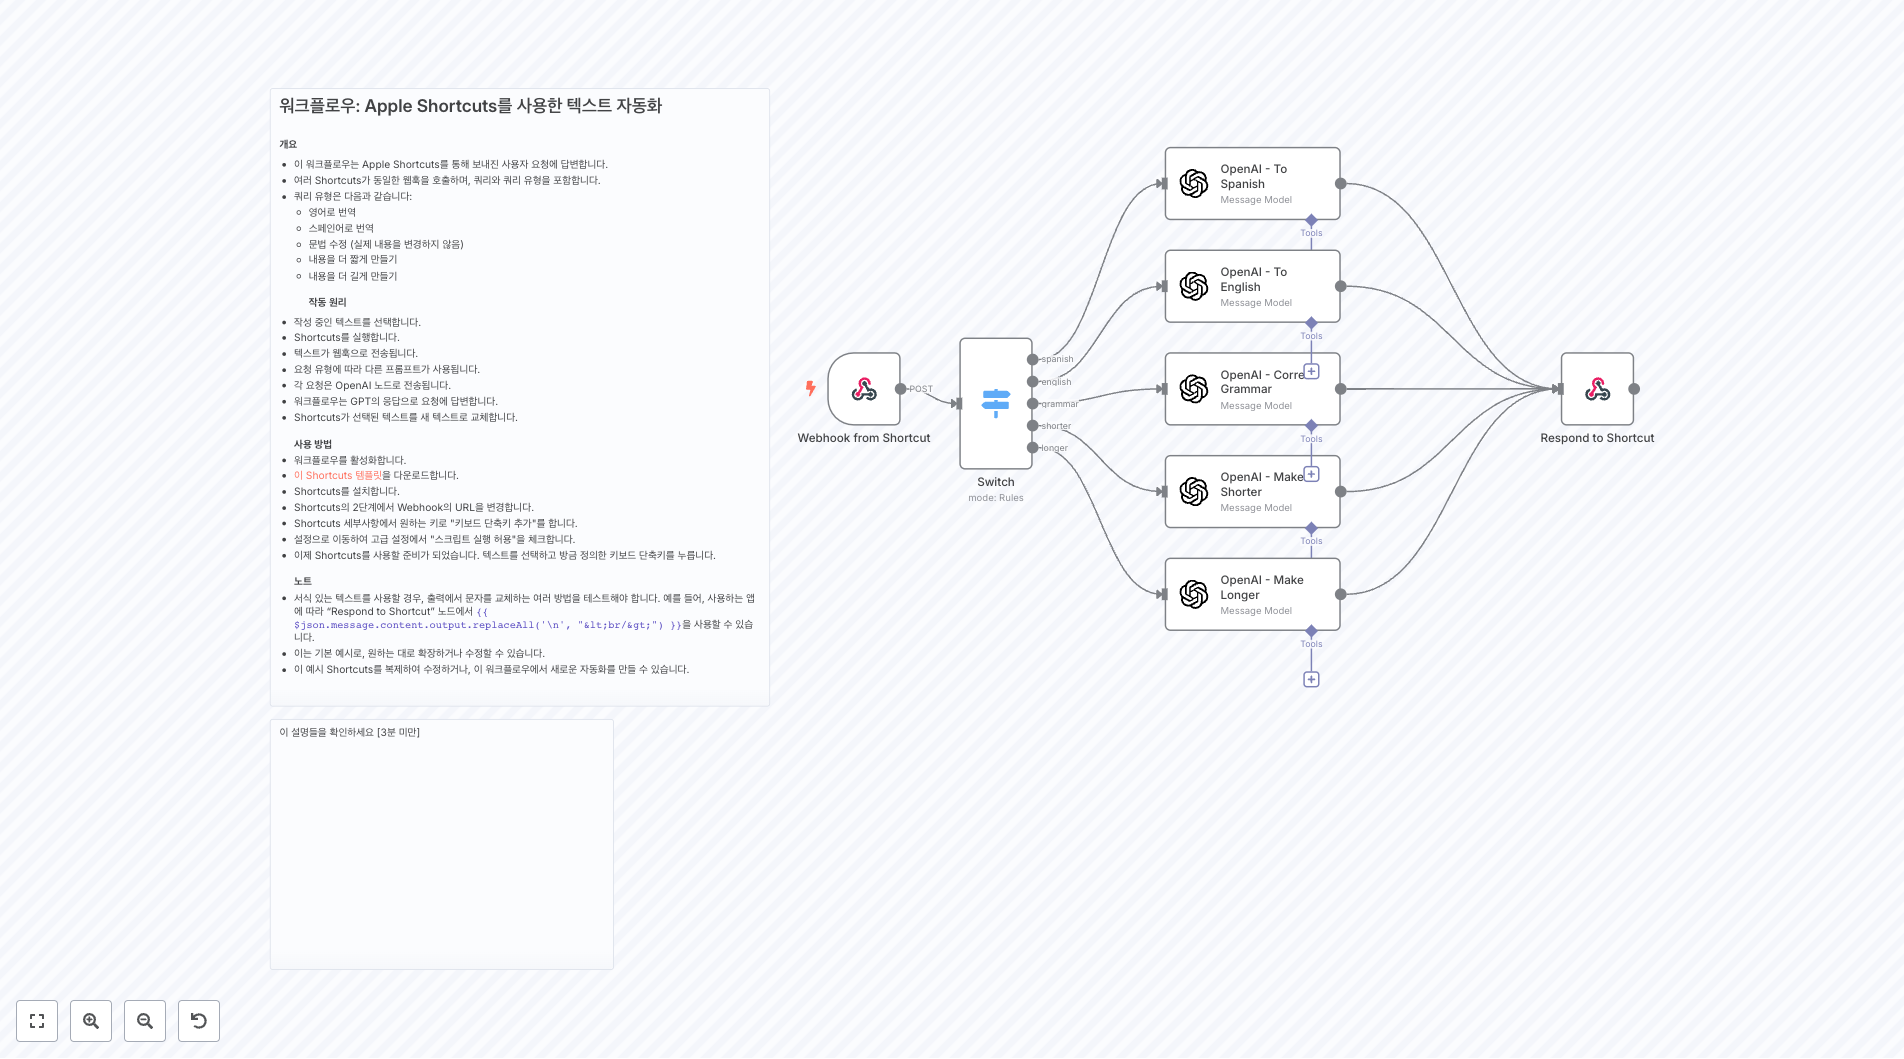 워크플로우: Apple Shortcuts를 사용한 텍스트 자동화
개요
이 워크플로우는 Apple Shortcuts를 통해 보내진 사용자 요청에 답변합니다.
여러 Shortcuts가 동일한 웹훅을 호출하며, 쿼리와 쿼리 유형을 포함합니다.
쿼리 유형은 다음과 같습니다:
영어로 번역
스페인어로 번역
문법 수정 (실제 내용을 변경하지 않음)
내용을 더 짧게 만들기
내용을 더 길게 만들기
작동 원리
작성 중인 텍스트를 선택합니다.
Shortcuts를 실행합니다.
텍스트가 웹훅으로 전송됩니다.
요청 유형에 따라 다른 프롬프트가 사용됩니다.
각 요청은 OpenAI 노드로 전송됩니다.
워크플로우는 GPT의 응답으로 요청에 답변합니다.
Shortcuts가 선택된 텍스트를 새 텍스트로 교체합니다.
사용 방법
워크플로우를 활성화합니다.
이 Shortcuts 템플릿을 다운로드합니다.
Shortcuts를 설치합니다.
Shortcuts의 2단계에서 Webhook의 URL을 변경합니다.
Shortcuts 세부사항에서 원하는 키로 "키보드 단축키 추가"를 합니다.
설정으로 이동하여 고급 설정에서 "스크립트 실행 허용"을 체크합니다.
이제 Shortcuts를 사용할 준비가 되었습니다. 텍스트를 선택하고 방금 정의한 키보드 단축키를 누릅니다.
노트
서식 있는 텍스트를 사용할 경우, 출력에서 문자를 교체하는 여러 방법을 테스트해야 합니다. 예를 들어, 사용하는 앱
에 따라 “Respond to Shortcut” 노드에서 {{
$json.message.content.output.replaceAll('\n', "&lt;br/&gt;") }}을 사용할 수 있습
니다.
이는 기본 예시로, 원하는 대로 확장하거나 수정할 수 있습니다.
이 예시 Shortcuts를 복제하여 수정하거나, 이 워크플로우에서 새로운 자동화를 만들 수 있습니다.
이 설명들을 확인하세요 [3분 미만]
Webhook from Shortcut
POST
Switch
mode: Rules
spanish
english
grammar
shorter
longer
OpenAI - To
Spanish
Message Model
Tools
OpenAI - To
English
Message Model
Tools
OpenAI - Corre
Grammar
Message Model
Tools
OpenAI - Make
Shorter
Message Model
Tools
OpenAI - Make
Longer
Message Model
Tools
Respond to Shortcut